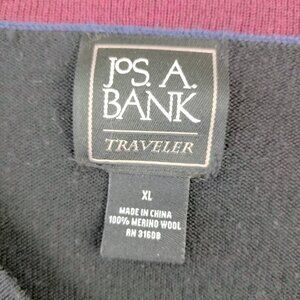 JOS. A.
BANK
TRAVELER
XL
MADE IN CHINA
100% MERINO WOOL
RN 31608